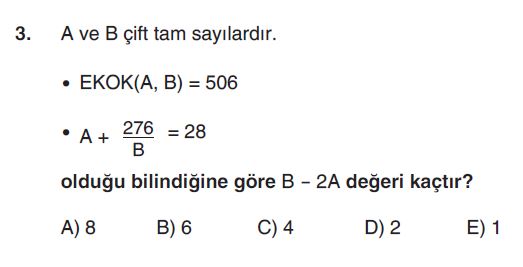 3. A ve B çift tam sayılardır.
• EKOK(A, B) = 506
• A + 276/B = 28
olduğu bilindiğine göre B – 2A değeri kaçtır?
A) 8 B) 6 C) 4 D) 2 E) 1